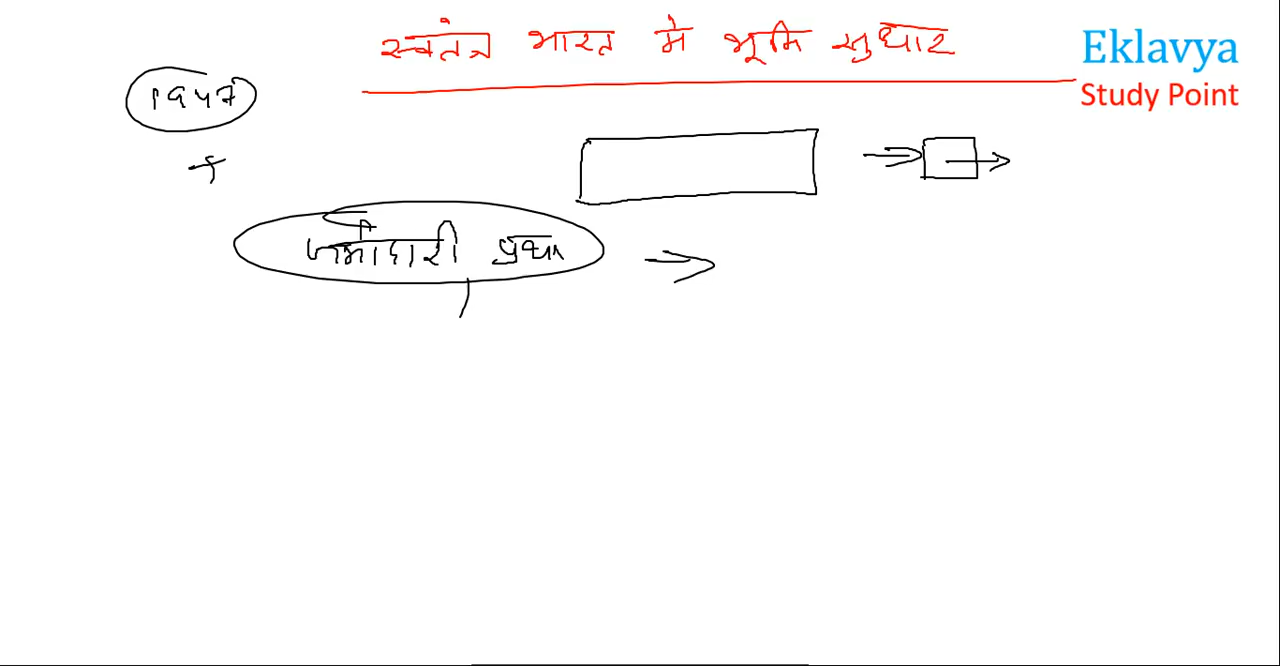 स्वतंत्र भारत मे भूमि सुधार
Eklavya
Study Point
1947
जमीदारी प्रथा